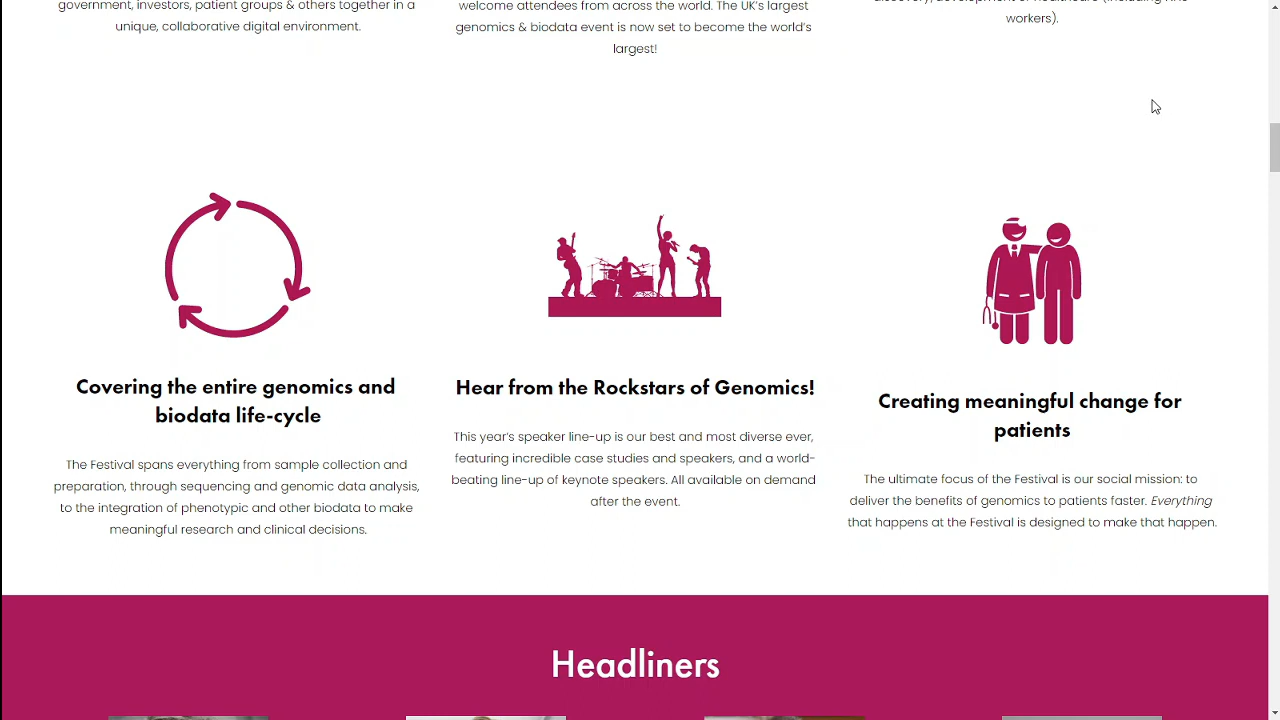 government, investors, patient groups & others together in a
unique, collaborative digital environment.
welcome attendees from across the world. The UK's largest
genomics & biodata event is now set to become the world's
largest!
workers).
Covering the entire genomics and
biodata life-cycle
The Festival spans everything from sample collection and
preparation, through sequencing and genomic data analysis,
to the integration of phenotypic and other biodata to make
meaningful research and clinical decisions.
Hear from the Rockstars of Genomics!
This year's speaker line-up is our best and most diverse ever,
featuring incredible case studies and speakers, and a world-
beating line-up of keynote speakers. All available on demand
after the event.
Creating meaningful change for
patients
The ultimate focus of the Festival is our social mission: to
deliver the benefits of genomics to patients faster. Everything
that happens at the Festival is designed to make that happen.
Headliners